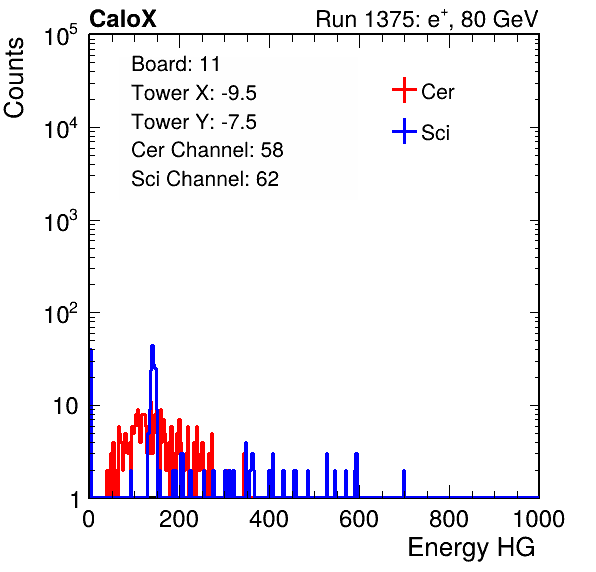 CaloX Run 1375: e⁺, 80 GeV
Counts
Board: 11
Tower X: -9.5
Tower Y: -7.5
Cer Channel: 58
Sci Channel: 62
Cer
Sci
10⁵
10⁴
10³
10²
10
1
0 200 400 600 800 1000
Energy HG